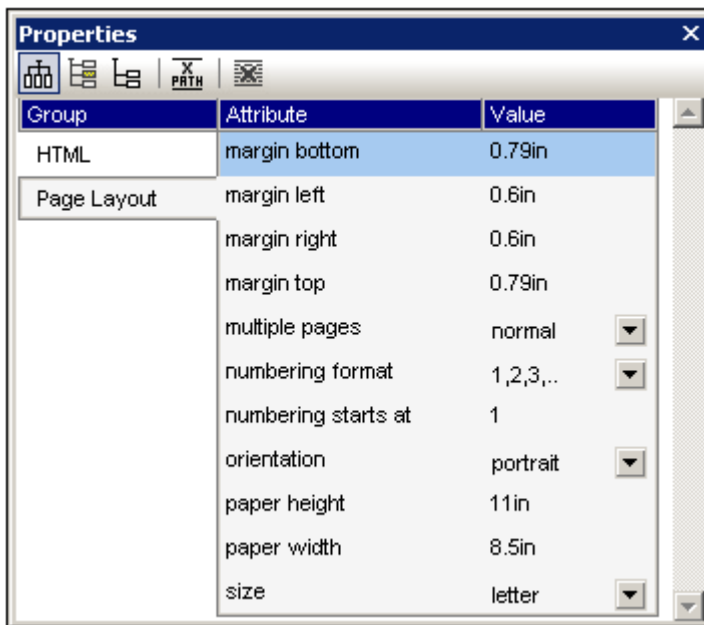 Properties
X
PATH
Group Attribute Value
HTML margin bottom 0.79in
Page Layout margin left 0.6in
margin right 0.6in
margin top 0.79in
multiple pages normal
numbering format 1,2,3,..
numbering starts at 1
orientation portrait
paper height 11in
paper width 8.5in
size letter